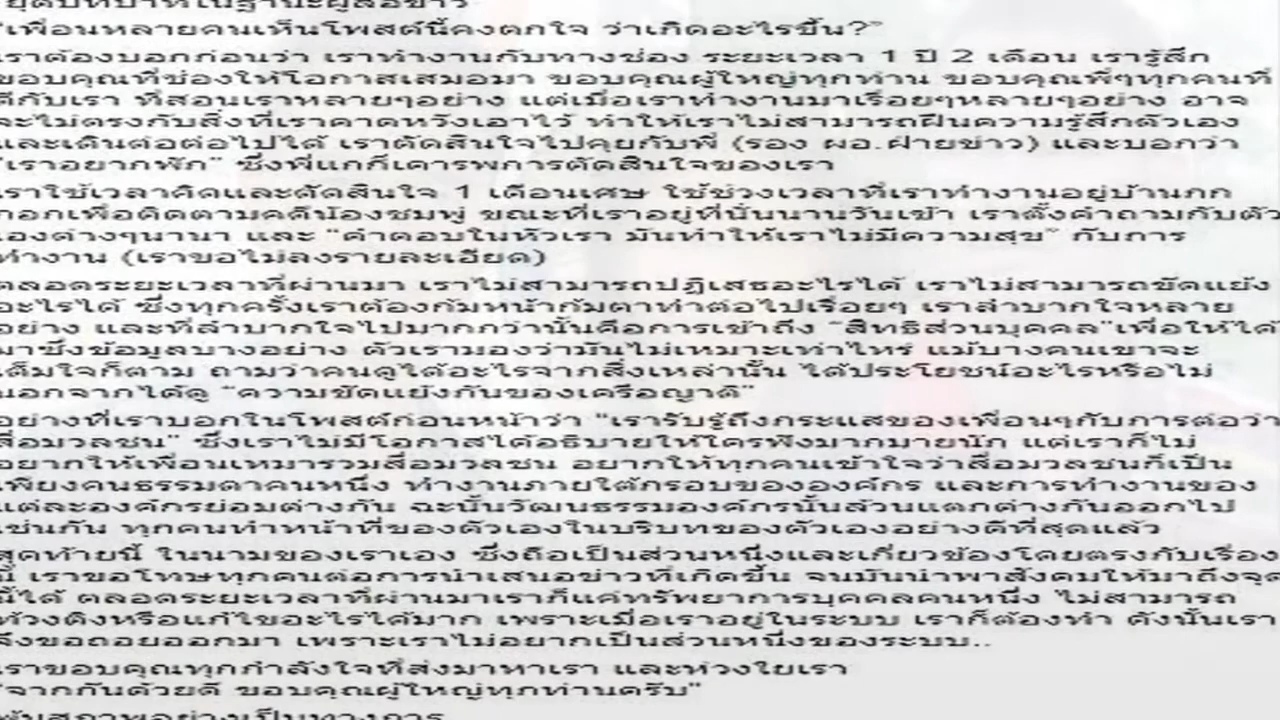 ยุติบทบาทในฐานะผู้สื่อข่าว
"เพื่อนหลายคนเห็นโพสต์นี้คงตกใจ ว่าเกิดอะไรขึ้น?"
เราต้องบอกก่อนว่า เราทำงานกับทางช่อง ระยะเวลา 1 ปี 2 เดือน เรารู้สึก
ขอบคุณที่ช่องให้โอกาสเสมอมา ขอบคุณผู้ใหญ่ทุกท่าน ขอบคุณพี่ๆทุกคนที่
ดีกับเรา ที่สอนเราหลายๆอย่าง แต่เมื่อเราทำงานมาเรื่อยๆหลายๆอย่าง อาจ
จะไม่ตรงกับสิ่งที่เราคาดหวังเอาไว้ ทำให้เราไม่สามารถฝืนความรู้สึกตัวเอง
และเดินต่อต่อไปได้ เราตัดสินใจไปคุยกับพี่ (รอง ผอ.ฝ่ายข่าว) และบอกว่า
"เราอยากพัก" ซึ่งพี่แกก็เคารพการตัดสินใจของเรา
เราใช้เวลาคิดและตัดสินใจ 1 เดือนเศษ ใช้ช่วงเวลาที่เราทำงานอยู่บ้านกก
กอกเพื่อติดตามคดีน้องชมพู่ ขณะที่เราอยู่ที่นั่นนานวันเข้า เราตั้งคำถามกับตัว
เองต่างๆนานา และ "คำตอบในหัวเรา มันทำให้เราไม่มีความสุข" กับการ
ทำงาน (เราขอไม่ลงรายละเอียด)
ตลอดระยะเวลาที่ผ่านมา เราไม่สามารถปฏิเสธอะไรได้ เราไม่สามารถขัดแย้ง
อะไรได้ ซึ่งทุกครั้งเราต้องก้มหน้าก้มตาทำต่อไปเรื่อยๆ เราลำบากใจหลาย
อย่าง และที่ลำบากใจไปมากกว่านั้นคือการเข้าถึง "สิทธิส่วนบุคคล"เพื่อให้ได้
มาซึ่งข้อมูลบางอย่าง ตัวเรามองว่ามันไม่เหมาะเท่าไหร่ แม้บางคนเขาจะ
เต็มใจก็ตาม ถามว่าคนดูได้อะไรจากสิ่งเหล่านั้น ได้ประโยชน์อะไรหรือไม่
นอกจากได้ดู "ความขัดแย้งกันของเครือญาติ"
อย่างที่เราบอกในโพสต์ก่อนหน้าว่า "เรารับรู้ถึงกระแสของเพื่อนๆกับการต่อว่า
สื่อมวลชน" ซึ่งเราไม่มีโอกาสได้อธิบายให้ใครฟังมากมายนัก แต่เราก็ไม่
อยากให้เพื่อนเหมารวมสื่อมวลชน อยากให้ทุกคนเข้าใจว่าสื่อมวลชนก็เป็น
เพียงคนธรรมดาคนหนึ่ง ทำงานภายใต้กรอบขององค์กร และการทำงานของ
แต่ละองค์กรย่อมต่างกัน ฉะนั้นวัฒนธรรมองค์กรนั้นล้วนแตกต่างกันออกไป
เช่นกัน ทุกคนทำหน้าที่ของตัวเองในบริบทของตัวเองอย่างดีที่สุดแล้ว
สุดท้ายนี้ ในนามของเราเอง ซึ่งถือเป็นส่วนหนึ่งและเกี่ยวข้องโดยตรงกับเรื่อง
นี้ เราขอโทษทุกคนต่อการนำเสนอข่าวที่เกิดขึ้น จนมันนำพาสังคมให้มาถึงจุด
นี้ได้ ตลอดระยะเวลาที่ผ่านมาเราก็แค่ทรัพยาการบุคคลคนหนึ่ง ไม่สามารถ
ท้วงติงหรือแก้ไขอะไรได้มาก เพราะเมื่อเราอยู่ในระบบ เราก็ต้องทำ ดังนั้นเรา
จึงขอถอยออกมา เพราะเราไม่อยากเป็นส่วนหนึ่งของระบบ..
เราขอบคุณทุกกำลังใจที่ส่งมาหาเรา และห่วงใยเรา
"จากกันด้วยดี ขอบคุณผู้ใหญ่ทุกท่านครับ"
พ้นสภาพอย่างเป็นทางการ